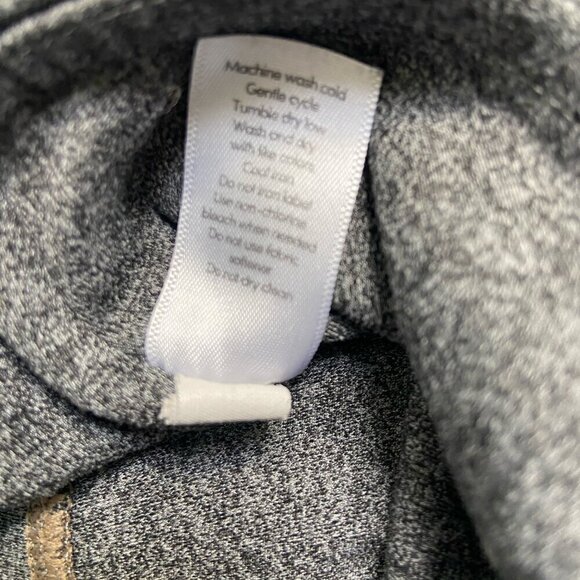 Machine wash cold
Gentle cycle
Tumble dry low
Wash and dry
with like colors
Cool iron
Do not iron label
Use non-chlorine
bleach when needed
Do not use fabric
softener
Do not dry clean